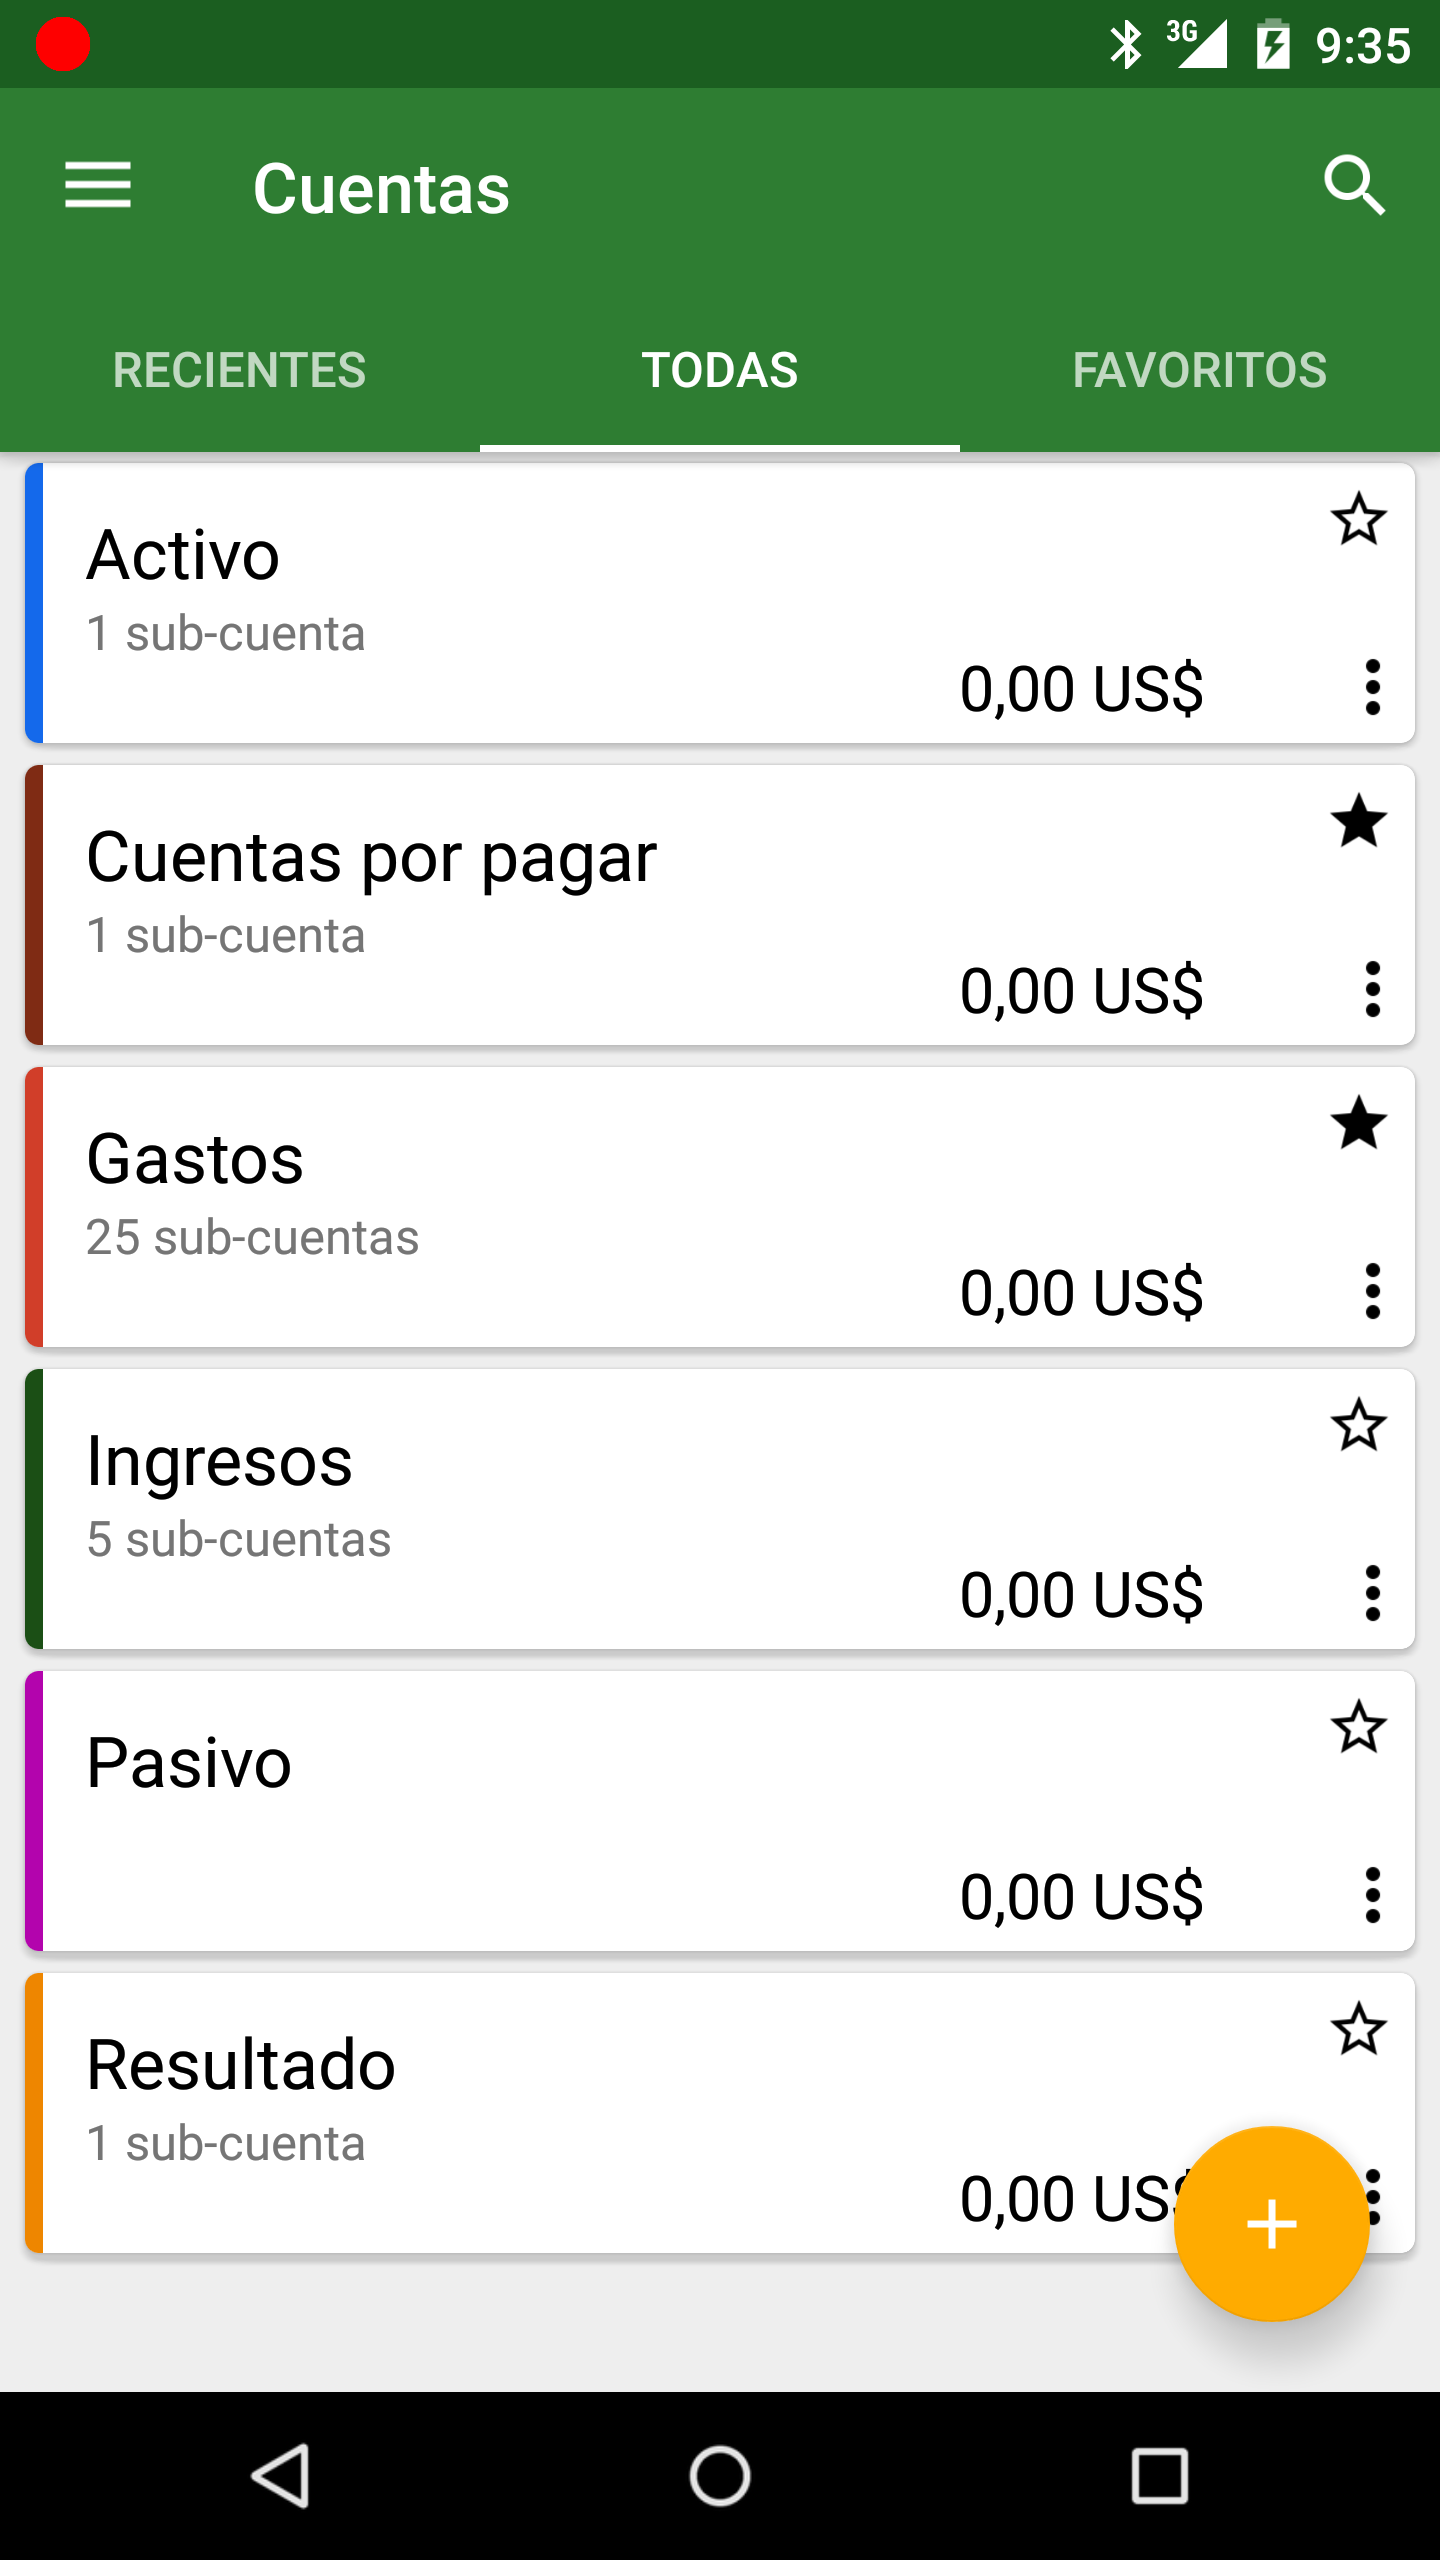 3G 9:35
Cuentas
RECIENTES TODAS FAVORITOS
Activo
1 sub-cuenta
0,00 US$
Cuentas por pagar
1 sub-cuenta
0,00 US$
Gastos
25 sub-cuentas
0,00 US$
Ingresos
5 sub-cuentas
0,00 US$
Pasivo
0,00 US$
Resultado
1 sub-cuenta
0,00 US$